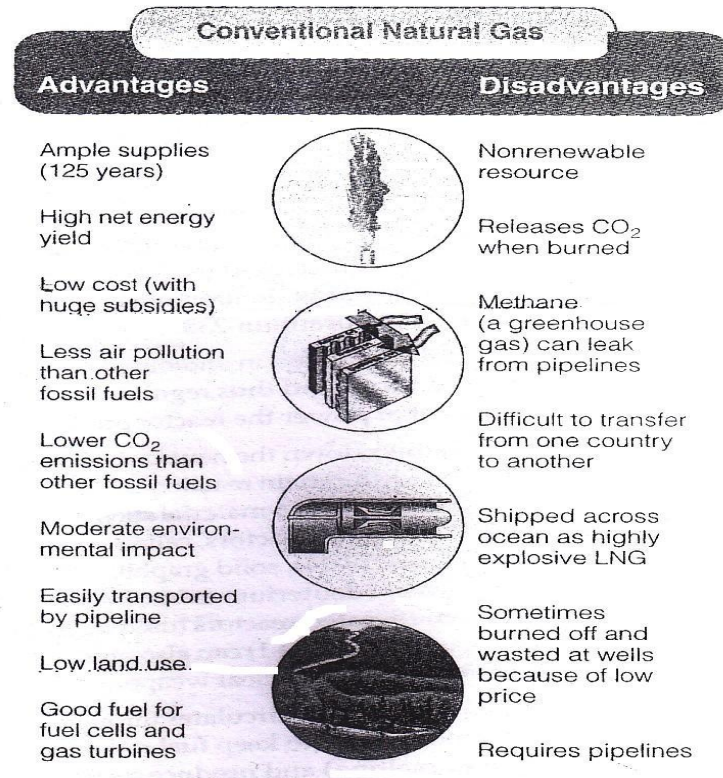 Conventional Natural Gas
Advantages
Disadvantages
Ample supplies
(125 years)
High net energy
yield
Low cost (with
huge subsidies)
Less air pollution
than other
fossil fuels
Lower CO₂
emissions than
other fossil fuels
Moderate environ-
mental impact
Easily transported
by pipeline
Low land use
Good fuel for
fuel cells and
gas turbines
Nonrenewable
resource
Releases CO₂
when burned
Methane
(a greenhouse
gas) can leak
from pipelines
Difficult to transfer
from one country
to another
Shipped across
ocean as highly
explosive LNG
Sometimes
burned off and
wasted at wells
because of low
price
Requires pipelines